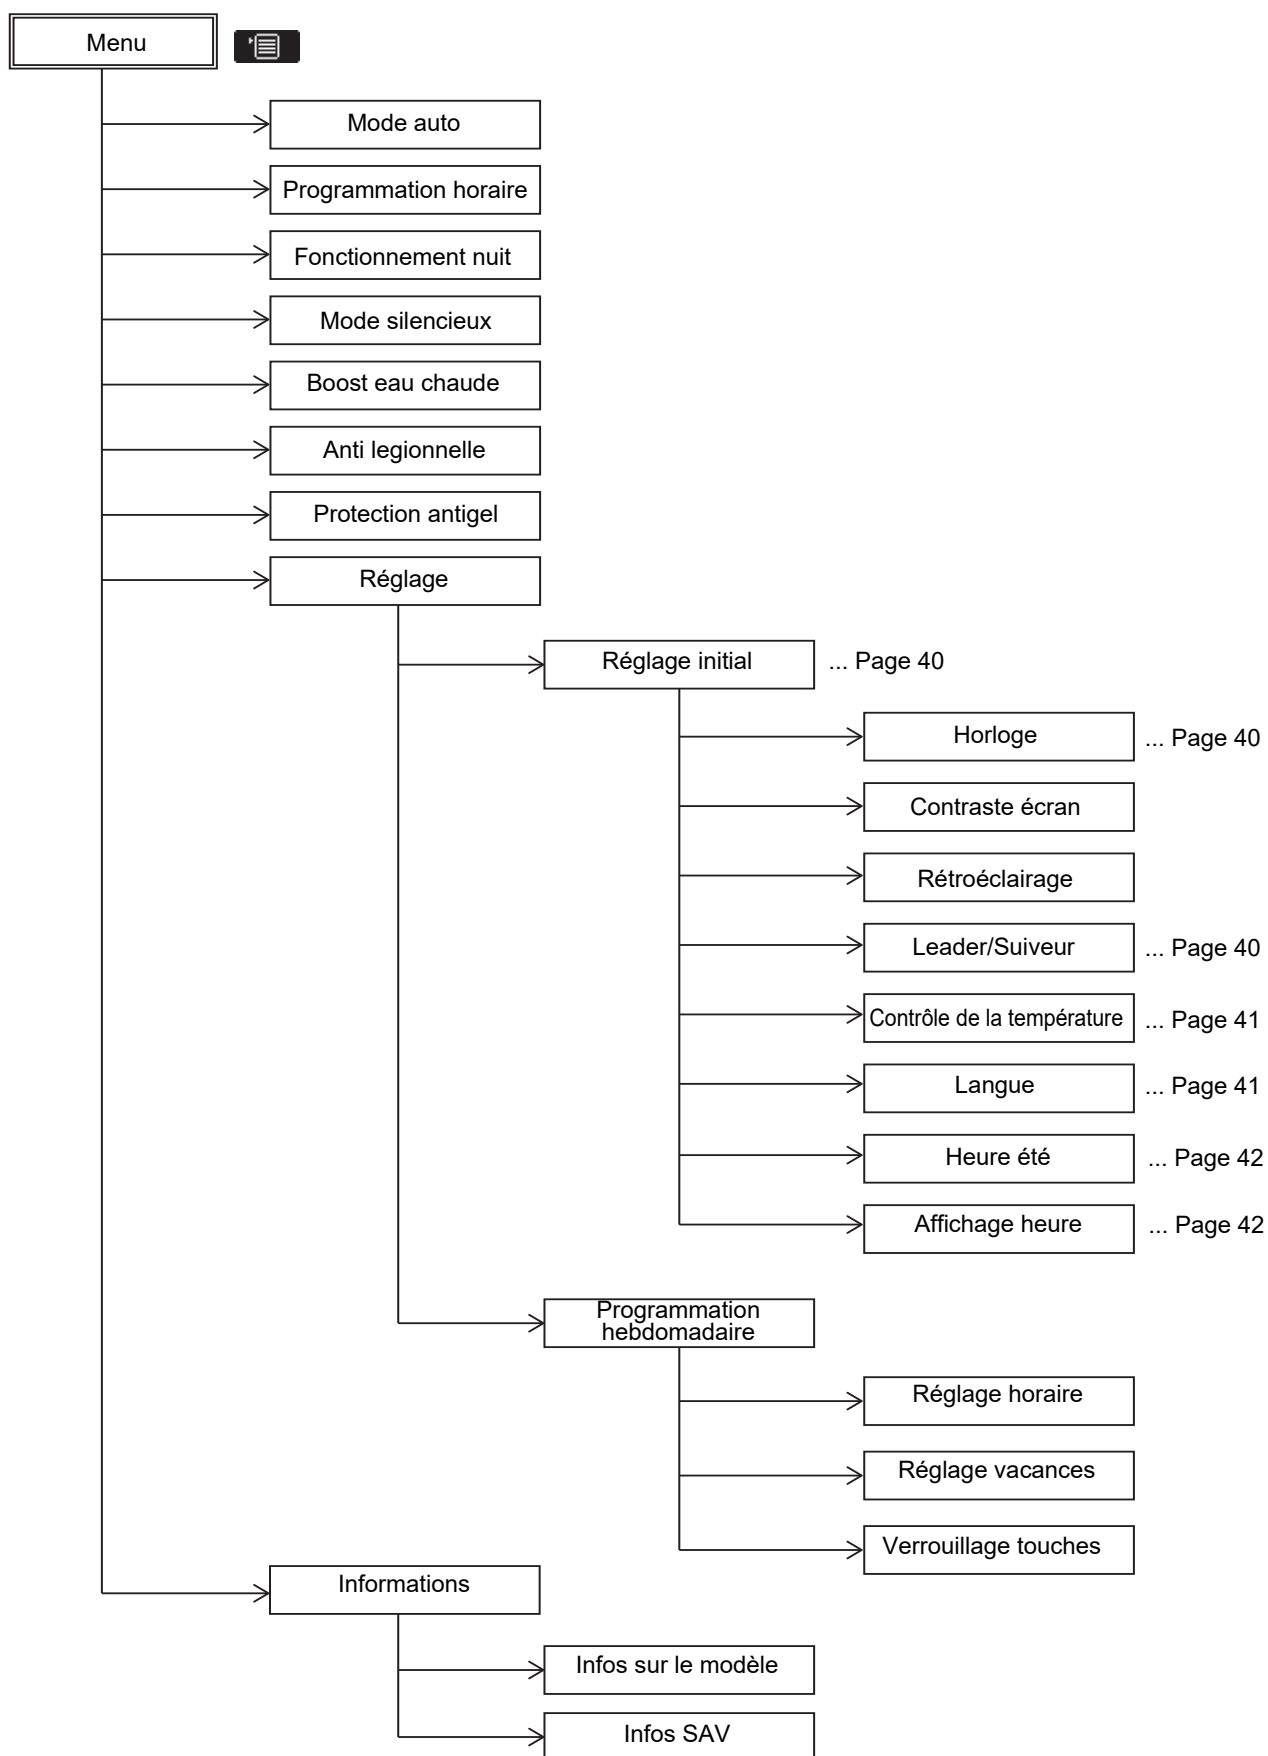 Menu
Mode auto
Programmation horaire
Fonctionnement nuit
Mode silencieux
Boost eau chaude
Anti legionnelle
Protection antigel
Réglage
Réglage initial ... Page 40
Horloge ... Page 40
Contraste écran
Rétroéclairage
Leader/Suiveur ... Page 40
Contrôle de la température ... Page 41
Langue ... Page 41
Heure été ... Page 42
Affichage heure ... Page 42
Programmation
hebdomadaire
Réglage horaire
Réglage vacances
Verrouillage touches
Informations
Infos sur le modèle
Infos SAV